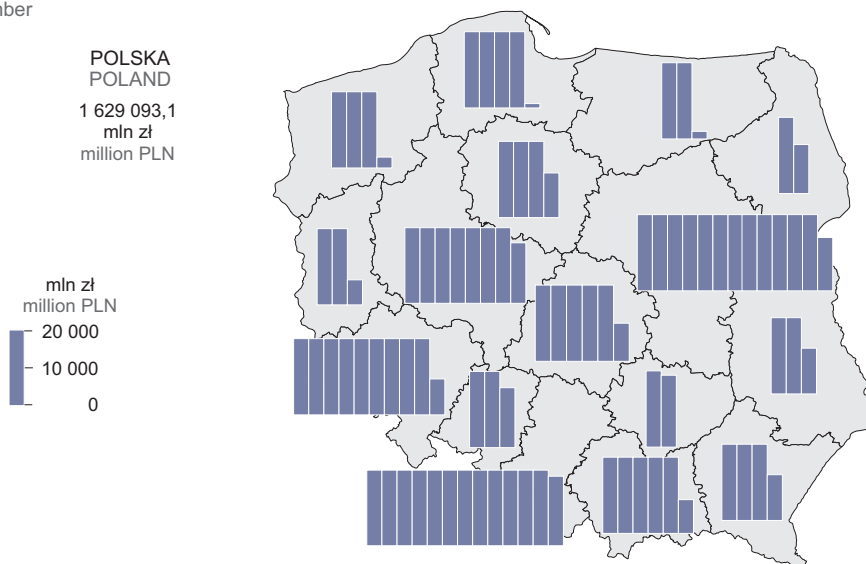 POLSKA
POLAND
1 629 093,1
mln zł
million PLN
mln zł
million PLN
20 000
10 000
0